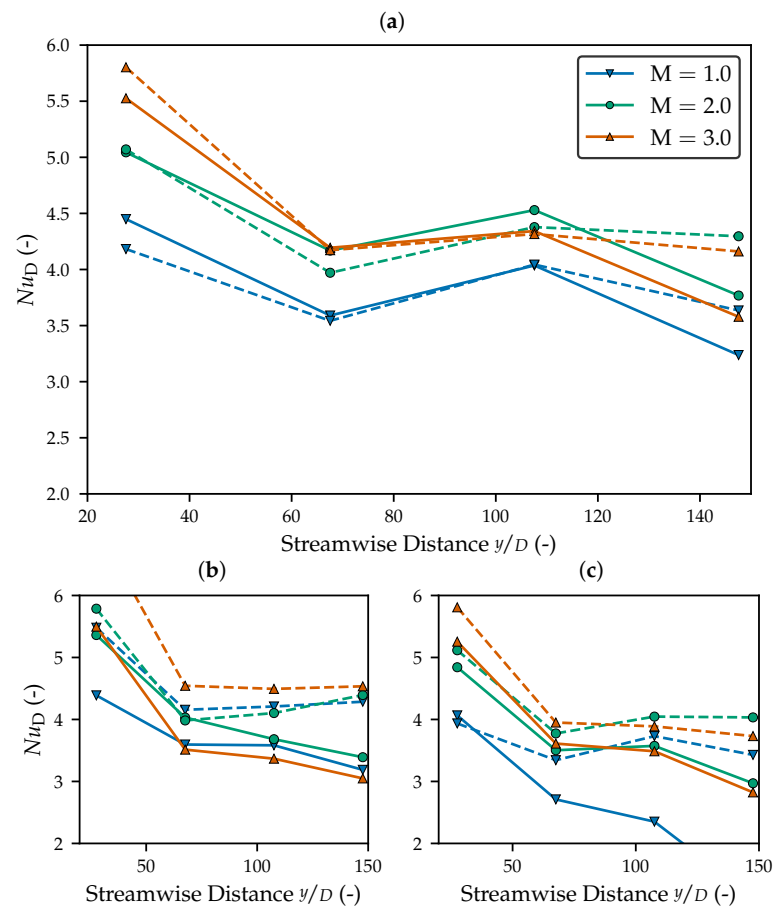 (a)
6.0
5.5
5.0
4.5
4.0
3.5
3.0
2.5
2.0
Nu_D (-)
M = 1.0
M = 2.0
M = 3.0
20 40 60 80 100 120 140
Streamwise Distance y/D (-)
(b)
6
5
4
3
2
Nu_D (-)
50 100 150
Streamwise Distance y/D (-)
(c)
6
5
4
3
2
50 100 150
Streamwise Distance y/D (-)